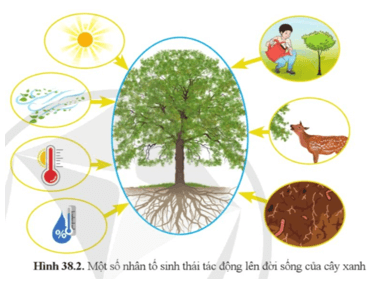 %
Hình 38.2. Một số nhân tố sinh thái tác động lên đời sống của cây xanh